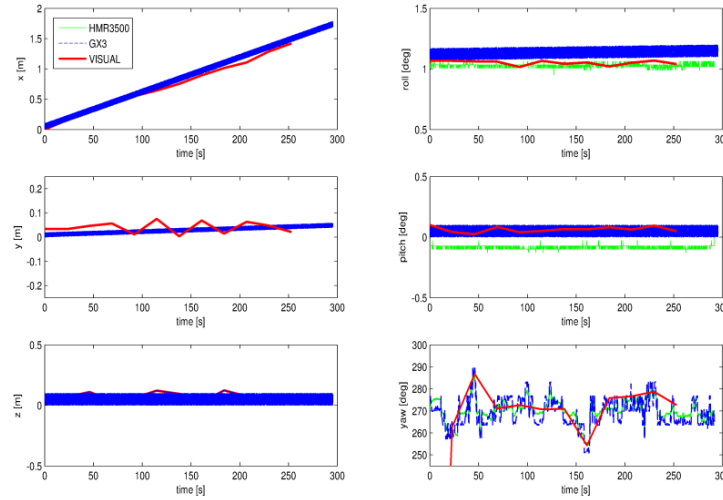 2
1.5
1
0.5
0
x [m]
HMR3500
GX3
VISUAL
0 50 100 150 200 250 300
time [s]
1.5
1
0.5
roll [deg]
0 50 100 150 200 250 300
time [s]
0.2
0.1
0
-0.1
-0.2
y [m]
0 50 100 150 200 250 300
time [s]
0.5
0
-0.5
pitch [deg]
0 50 100 150 200 250 300
time [s]
0.5
0
-0.5
z [m]
0 50 100 150 200 250 300
time [s]
300
290
280
270
260
250
yaw [deg]
0 50 100 150 200 250 300
time [s]